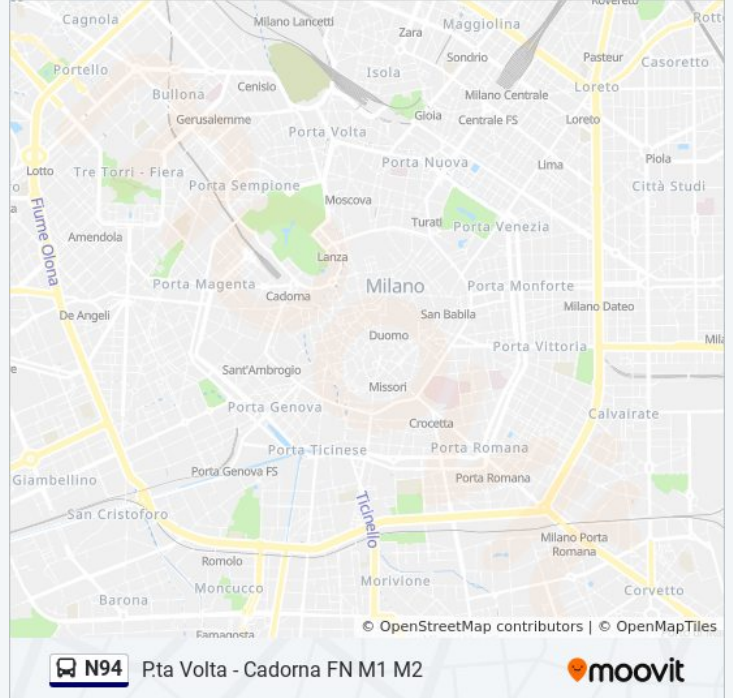 Rovereto
Cagnola
Milano Lancetti
Maggiolina
Rott
Zara
Sondrio
Pasteur
Casoretto
Portello
Isola
Loreto
Bullona
Cenisio
Milano Centrale
Gerusalemme
Gioia
Centrale FS
Loreto
Porta Volta
Lotto
Tre Torri - Fiera
Porta Nuova
Lima
Piola
Porta Sempione
Città Studi
o
Moscova
a
Turati
Porta Venezia
Fiume Olona
Amendola
Lanza
Porta Magenta
Milano
Porta Monforte
Cadorna
De Angeli
San Babila
Milano Dateo
Duomo
Porta Vittoria
Mila
e
Sant'Ambrogio
Missori
Porta Genova
Calvairate
Crocetta
Porta Ticinese
Porta Romana
Giambellino
Porta Genova FS
Porta Romana
San Cristoforo
Ticinello
Milano Porta
Romana
Romolo
Morivione
Moncucco
Corvetto
Barona
Famagosta
© OpenStreetMap contributors | © OpenMapTiles
N94 P.ta Volta - Cadorna FN M1 M2 moovit